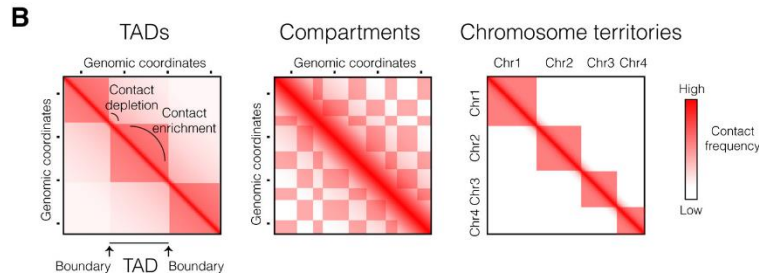 B
TADs
Genomic coordinates
Genomic coordinates
Contact
depletion
Contact
enrichment
Boundary
TAD
Boundary
Compartments
Genomic coordinates
Genomic coordinates
Chromosome territories
Chr1 Chr2 Chr3 Chr4
Chr1
Chr2
Chr3
Chr4
High
Contact
frequency
Low